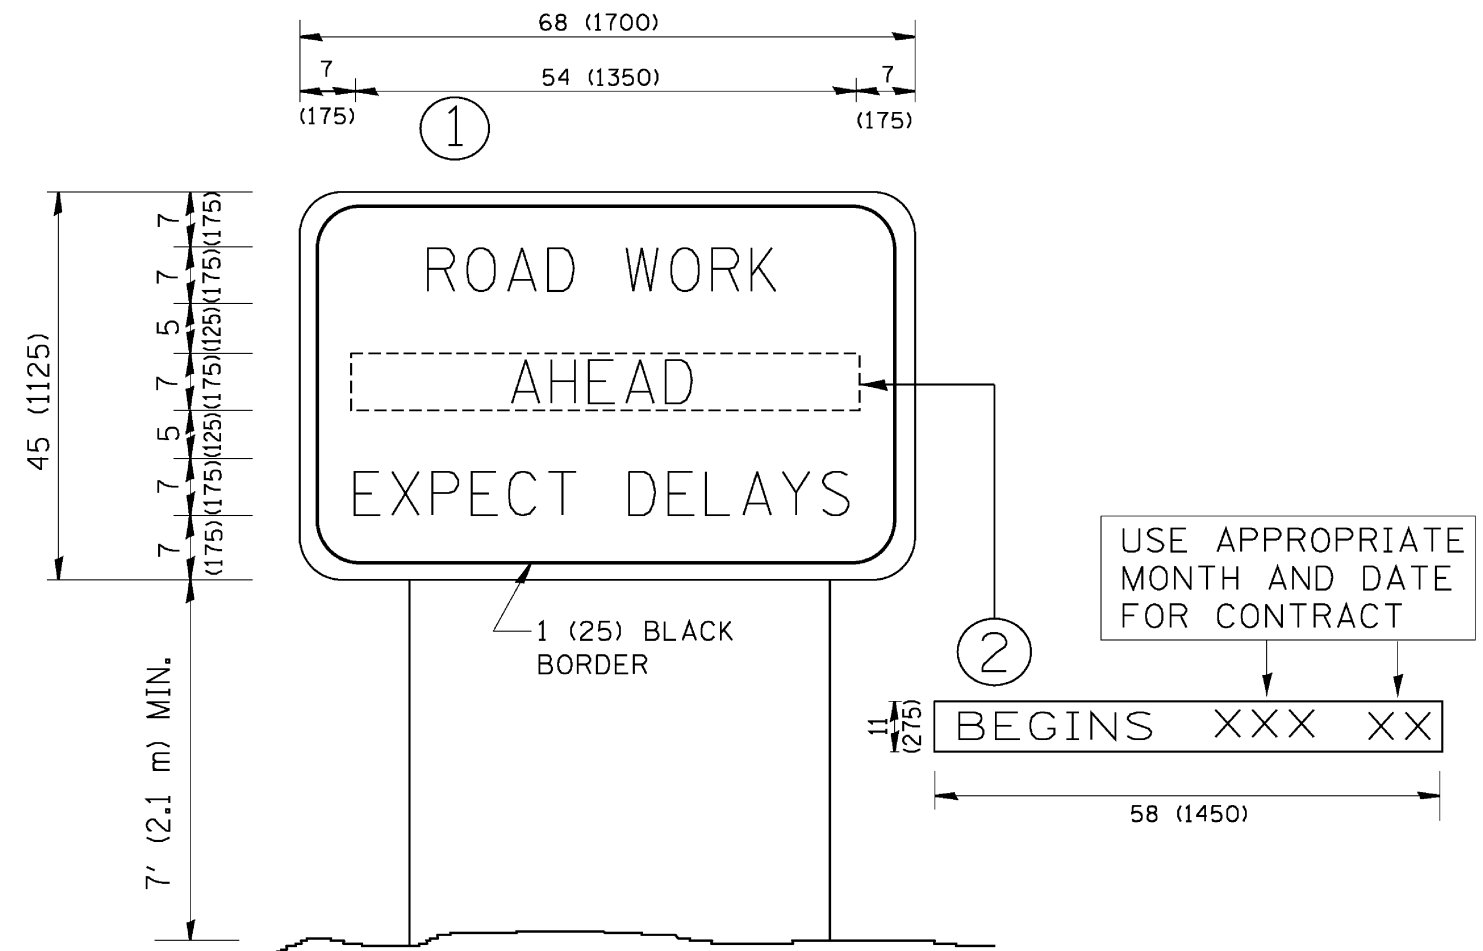 68 (1700)
7
54 (1350)
7
(175)
(175)
1
45 (1125)
7
(175)
7
(175)
5
(125)
7
(175)
5
(125)
7
(175)
7
(175)
ROAD WORK
AHEAD
EXPECT DELAYS
1 (25) BLACK
BORDER
7' (2.1 m) MIN.
2
USE APPROPRIATE
MONTH AND DATE
FOR CONTRACT
11
(275)
BEGINS XXX XX
58 (1450)